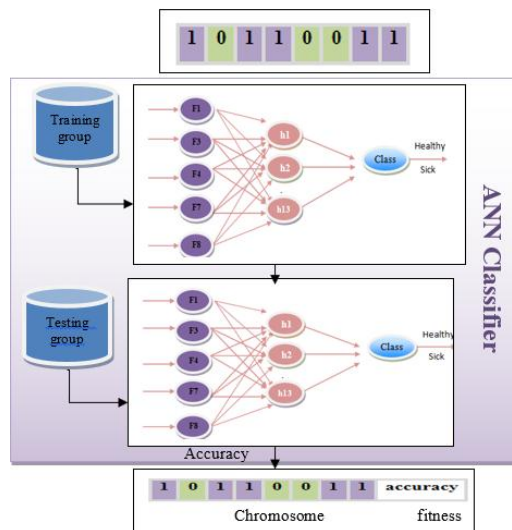 1 0 1 1 0 0 1 1
Training
group
F1
F3
F4
F7
F8
h1
h2
.
h13
Class
Healthy
Sick
ANN Classifier
Testing
group
F1
F3
F4
F7
F8
h1
h2
.
h13
Class
Healthy
Sick
Accuracy
1 0 1 1 0 0 1 1 accuracy
Chromosome fitness